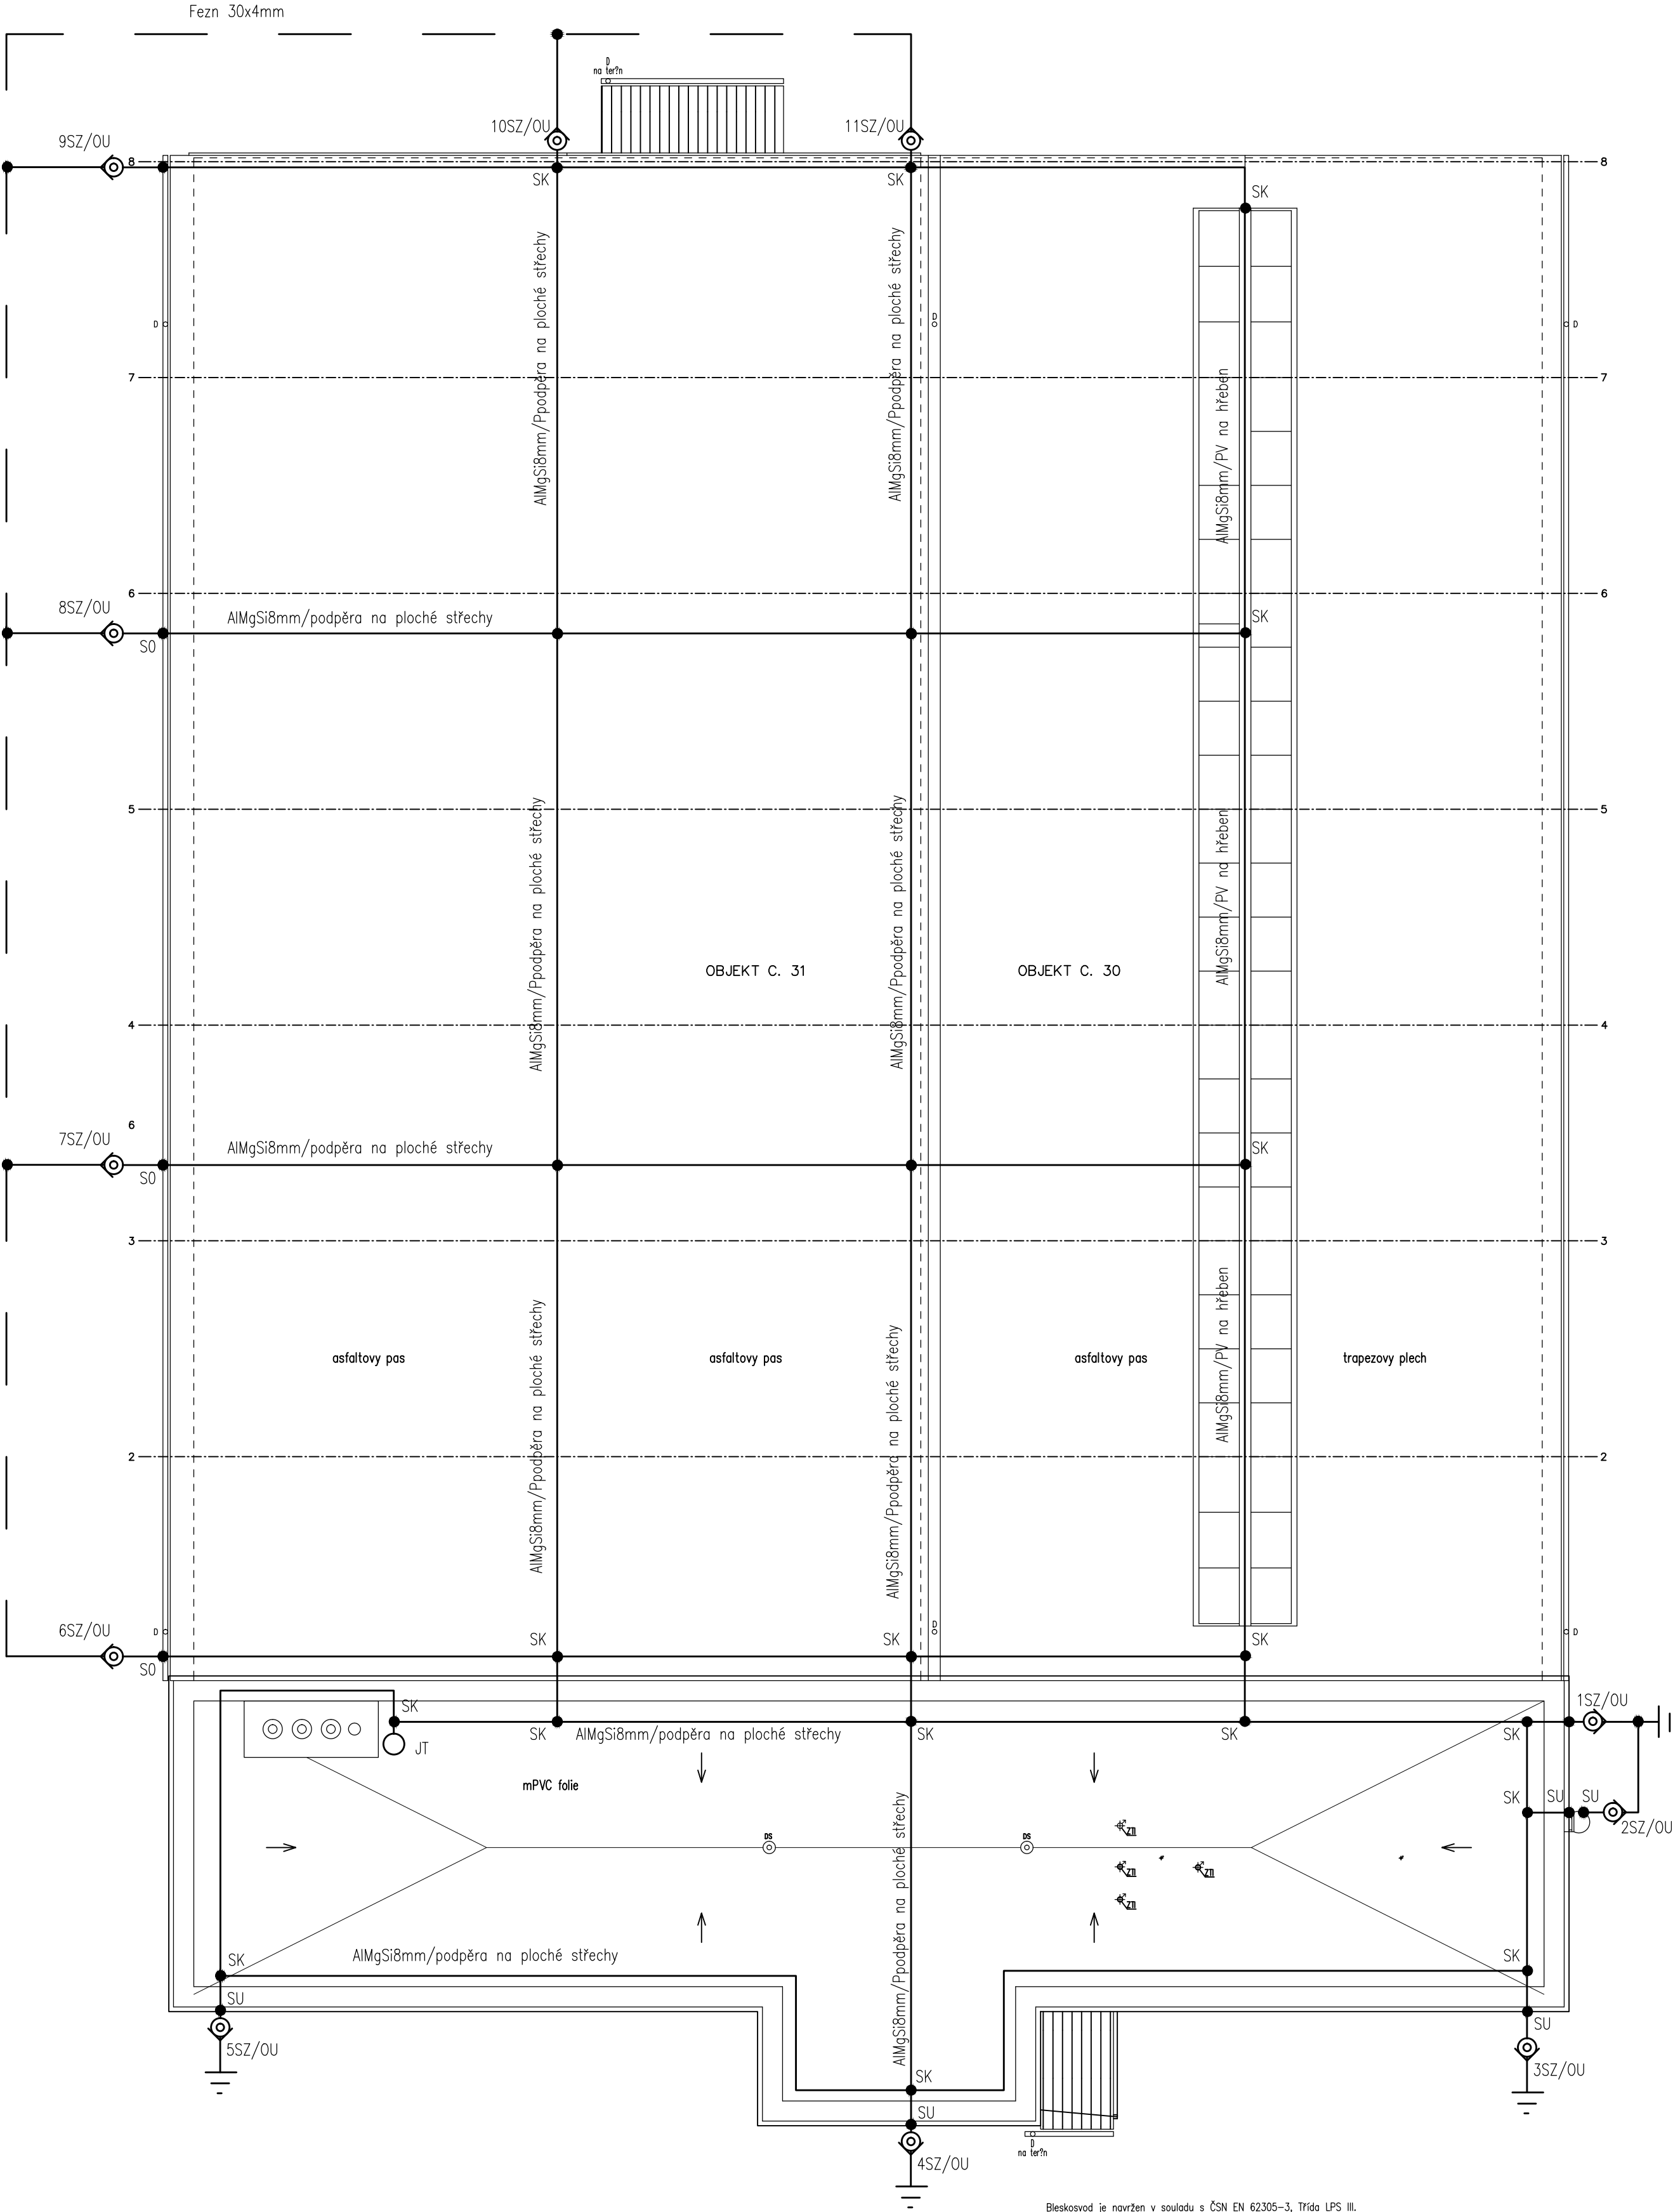 Fezn 30x4mm
D
na ter?n
10SZ/OU
11SZ/OU
9SZ/OU
8
8
SK
SK
SK
AlMgSi8mm/Ppodpěra na ploché střechy
AlMgSi8mm/Ppodpěra na ploché střechy
D
D
D
7
7
AlMgSi8mm/PV na hřeben
6
6
8SZ/OU
AlMgSi8mm/podpěra na ploché střechy
SK
SO
5
5
AlMgSi8mm/Ppodpěra na ploché střechy
AlMgSi8mm/Ppodpěra na ploché střechy
AlMgSi8mm/PV na hřeben
OBJEKT C. 31
OBJEKT C. 30
4
4
6
7SZ/OU
AlMgSi8mm/podpěra na ploché střechy
SK
SO
3
3
AlMgSi8mm/Ppodpěra na ploché střechy
AlMgSi8mm/Ppodpěra na ploché střechy
AlMgSi8mm/PV na hřeben
asfaltovy pas
asfaltovy pas
asfaltovy pas
trapezovy plech
2
2
6SZ/OU
D
D
D
SK
SK
SK
SO
1SZ/OU
SK
SK
AlMgSi8mm/podpěra na ploché střechy
SK
SK
SK
JT
mPVC folie
SK
SU
SU
2SZ/OU
DS
DS
ZTI
ZTI
ZTI
ZTI
AlMgSi8mm/Ppodpěra na ploché střechy
AlMgSi8mm/podpěra na ploché střechy
SK
SK
SU
SU
5SZ/OU
3SZ/OU
SK
SU
4SZ/OU
D
na ter?n
Bleskosvod je navržen v souladu s ČSN EN 62305-3, Třída LPS III.